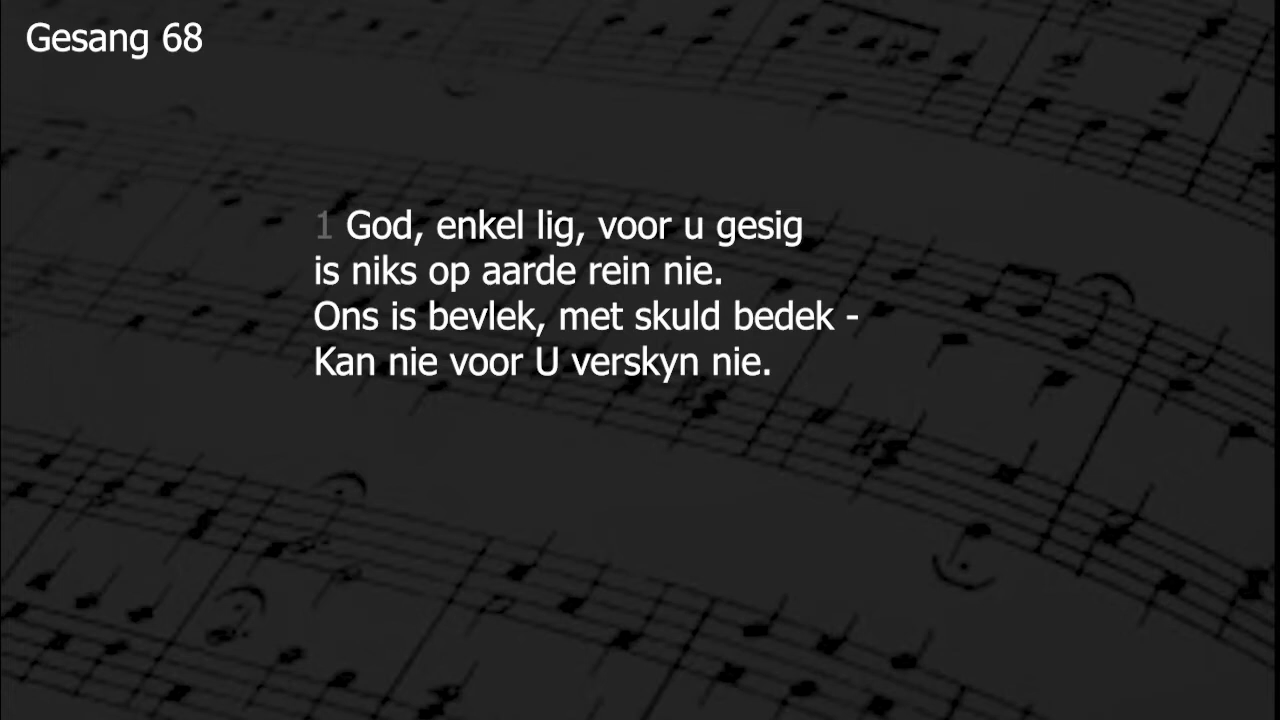 Gesang 68
1 God, enkel lig, voor u gesig
is niks op aarde rein nie.
Ons is bevlek, met skuld bedek -
Kan nie voor U verskyn nie.